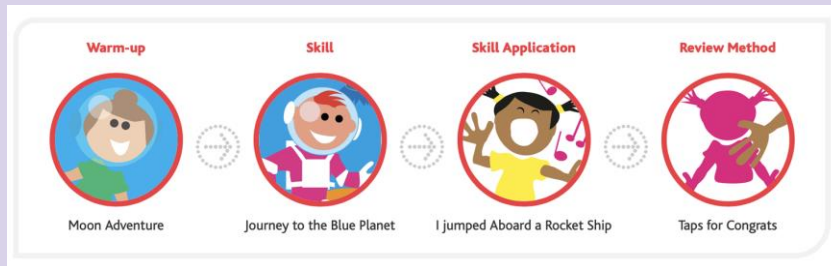 Warm-up
Skill
Skill Application
Review Method
Moon Adventure
Journey to the Blue Planet
I jumped Aboard a Rocket Ship
Taps for Congrats